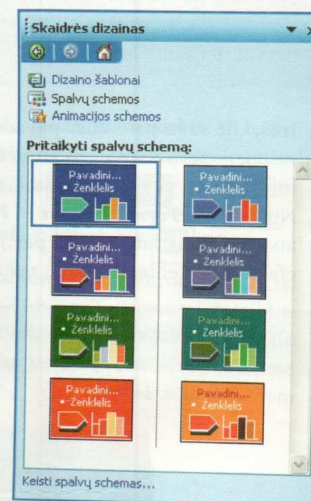 Skaidrės dizainas
Dizaino šablonai
Spalvų schemos
Animacijos schemos
Pritaikyti spalvų schemą:
Pavadini...
• Ženklelis
Pavadini...
• Ženklelis
Pavadini...
• Ženklelis
Pavadini...
• Ženklelis
Pavadini...
• Ženklelis
Pavadini...
• Ženklelis
Pavadini...
• Ženklelis
Pavadini...
• Ženklelis
Keisti spalvų schemas...